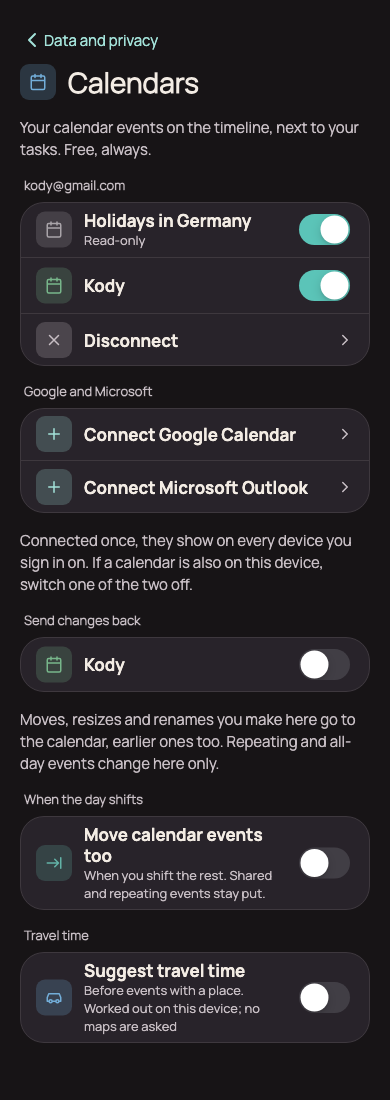 Data and privacy
Calendars
Your calendar events on the timeline, next to your
tasks. Free, always.
kody@gmail.com
Holidays in Germany
Read-only
Kody
Disconnect
Google and Microsoft
Connect Google Calendar
Connect Microsoft Outlook
Connected once, they show on every device you
sign in on. If a calendar is also on this device,
switch one of the two off.
Send changes back
Kody
Moves, resizes and renames you make here go to
the calendar, earlier ones too. Repeating and all-
day events change here only.
When the day shifts
Move calendar events
too
When you shift the rest. Shared
and repeating events stay put.
Travel time
Suggest travel time
Before events with a place.
Worked out on this device; no
maps are asked